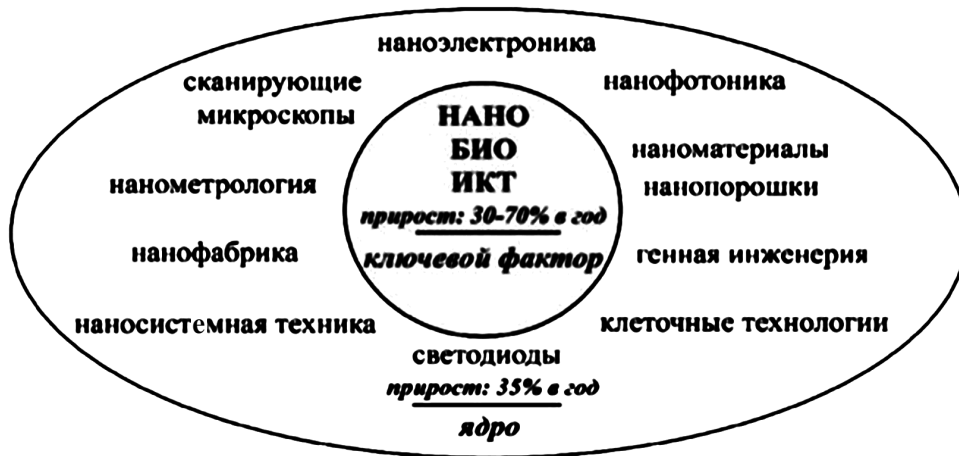 наноэлектроника
сканирующие
микроскопы
нанофотоника
НАНО
БИО
ИКТ
прирост: 30-70% в год
ключевой фактор
наноматериалы
нанопорошки
нанометрология
нанофабрика
генная инженерия
наносистемная техника
клеточные технологии
светодиоды
прирост: 35% в год
ядро